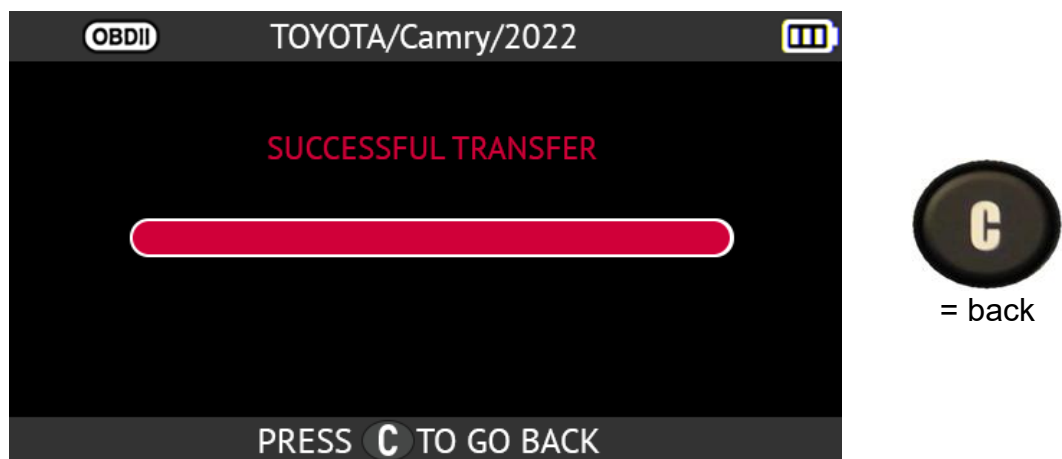 OBDII TOYOTA/Camry/2022
SUCCESSFUL TRANSFER
C
= back
PRESS C TO GO BACK